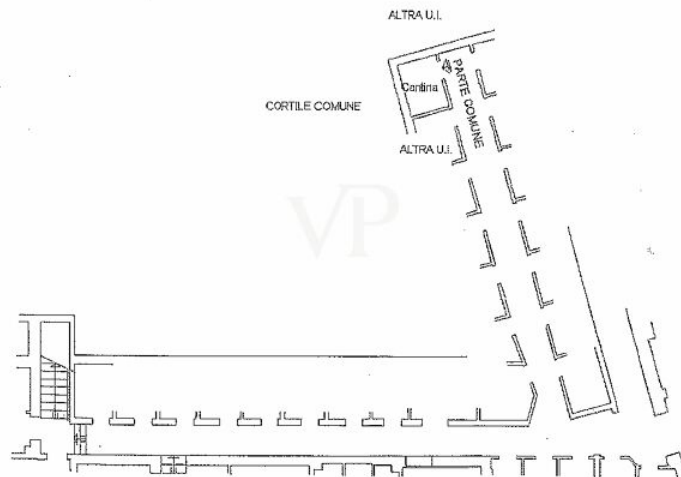 ALTRA U.I.
Cantina
PARTE COMUNE
CORTILE COMUNE
ALTRA U.I.
VP